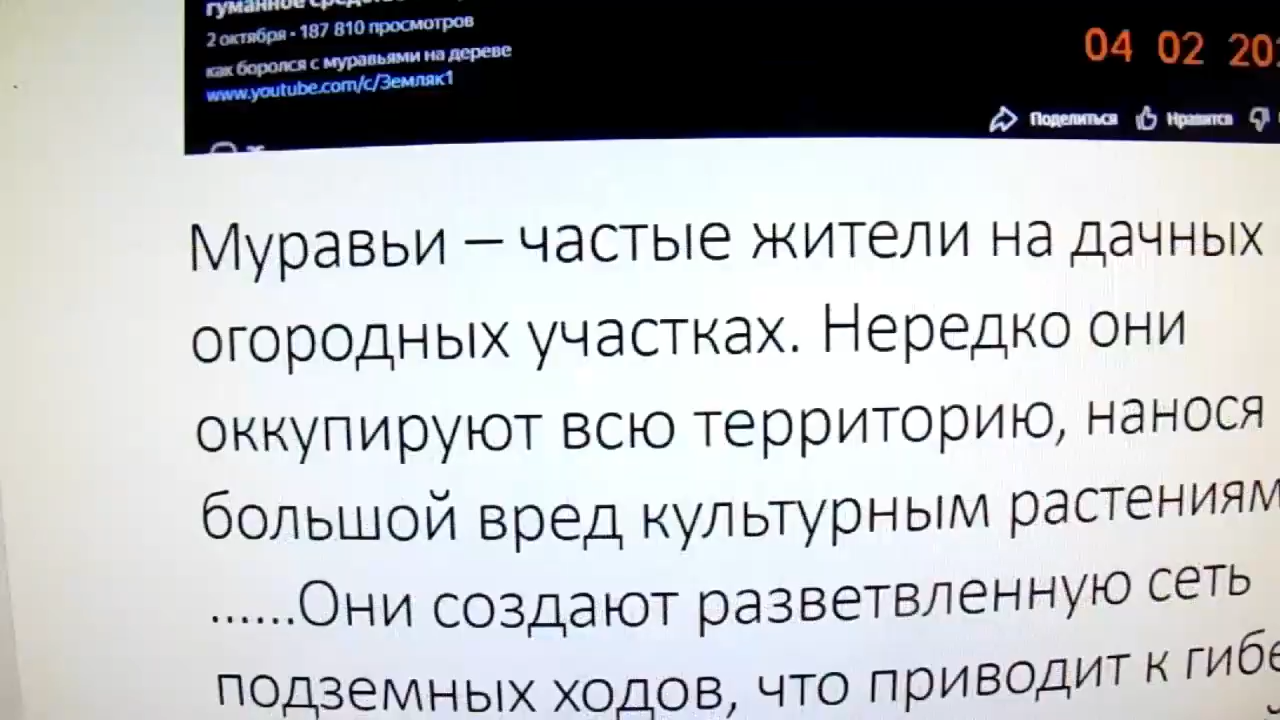 гуманное
2 октября • 187 810 просмотров
как боролся с муравьями на дереве
www.youtube.com/c/Земляк1
04 02
Поделиться Нравится
Муравьи – частые жители на дачных
огородных участках. Нередко они
оккупируют всю территорию, нанося
большой вред культурным растениям
......Они создают разветвленную сеть
подземных ходов, что приводит к гибе